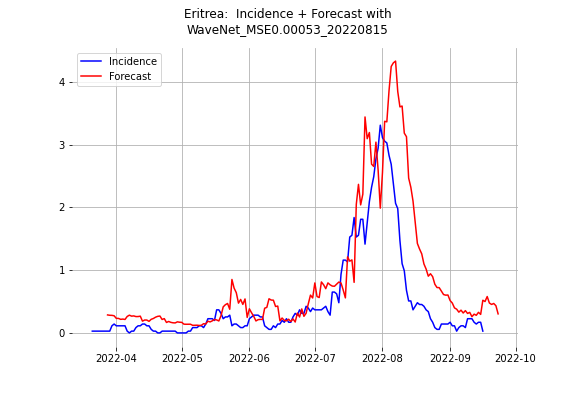 Eritrea:  Incidence + Forecast with
WaveNet_MSE0.00053_20220815
Incidence
Forecast
4
3
2
1
0
2022-04 2022-05 2022-06 2022-07 2022-08 2022-09 2022-10